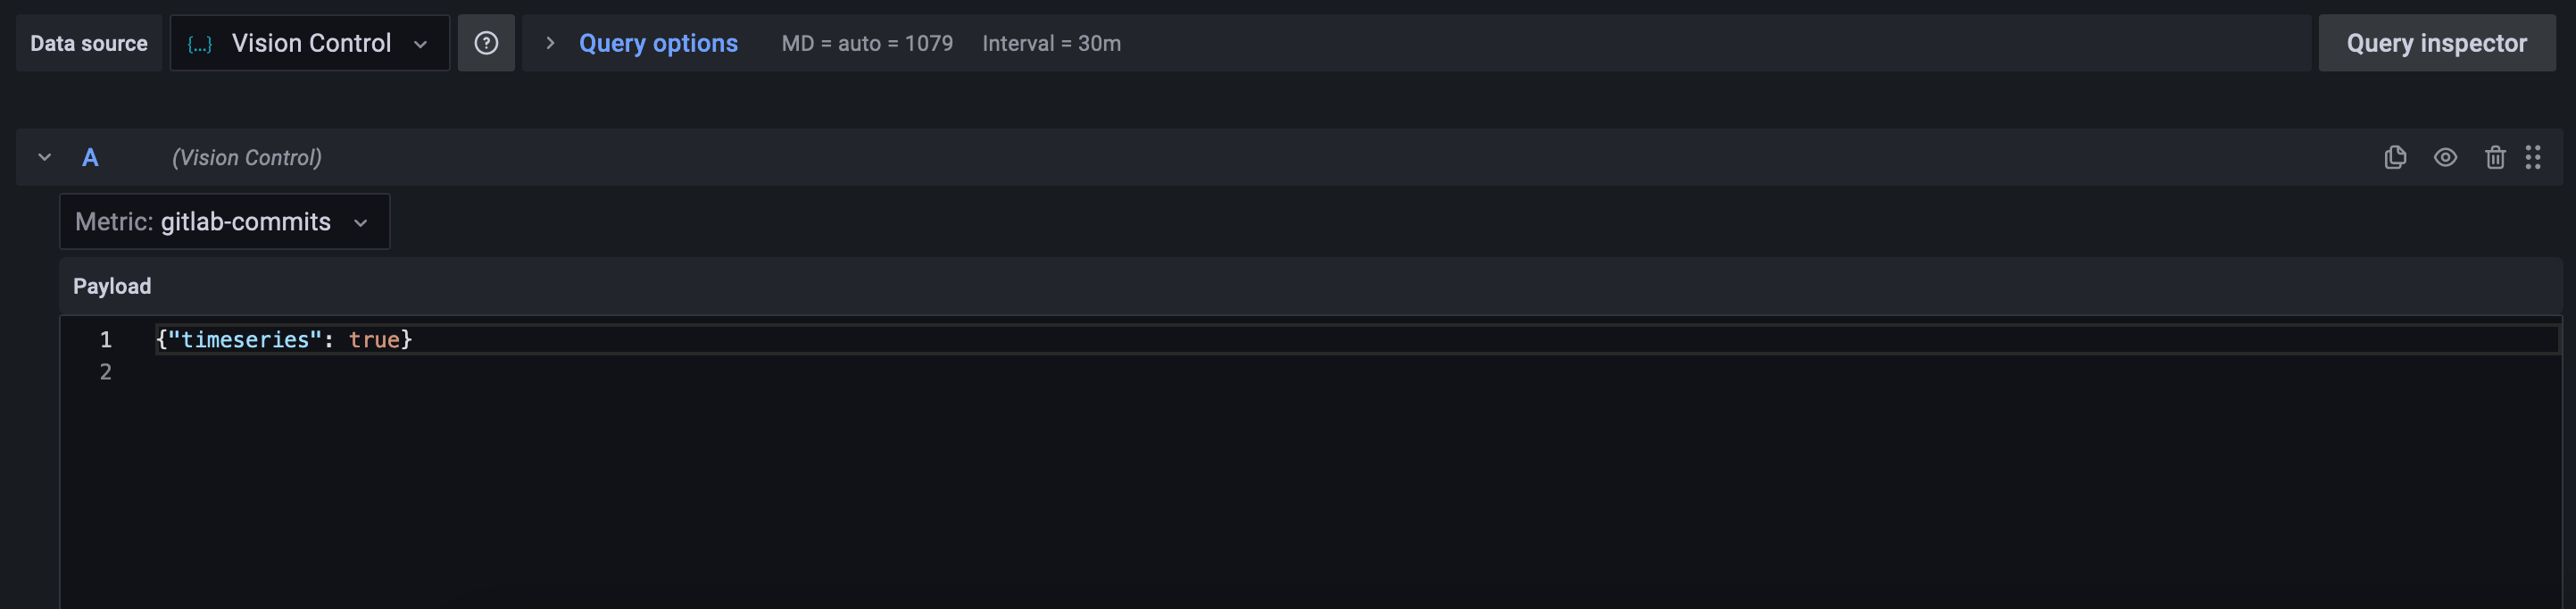 Data source {...} Vision Control ? Query options MD = auto = 1079 Interval = 30m Query inspector
A (Vision Control)
Metric: gitlab-commits
Payload
1 {"timeseries": true}
2